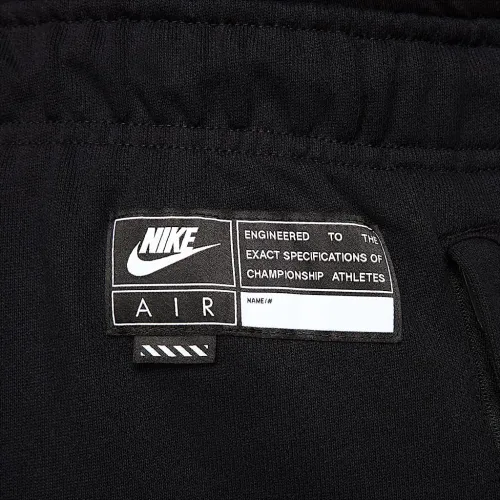 NIKE
AIR
ENGINEERED TO THE
EXACT SPECIFICATIONS OF
CHAMPIONSHIP ATHLETES
NAME/#